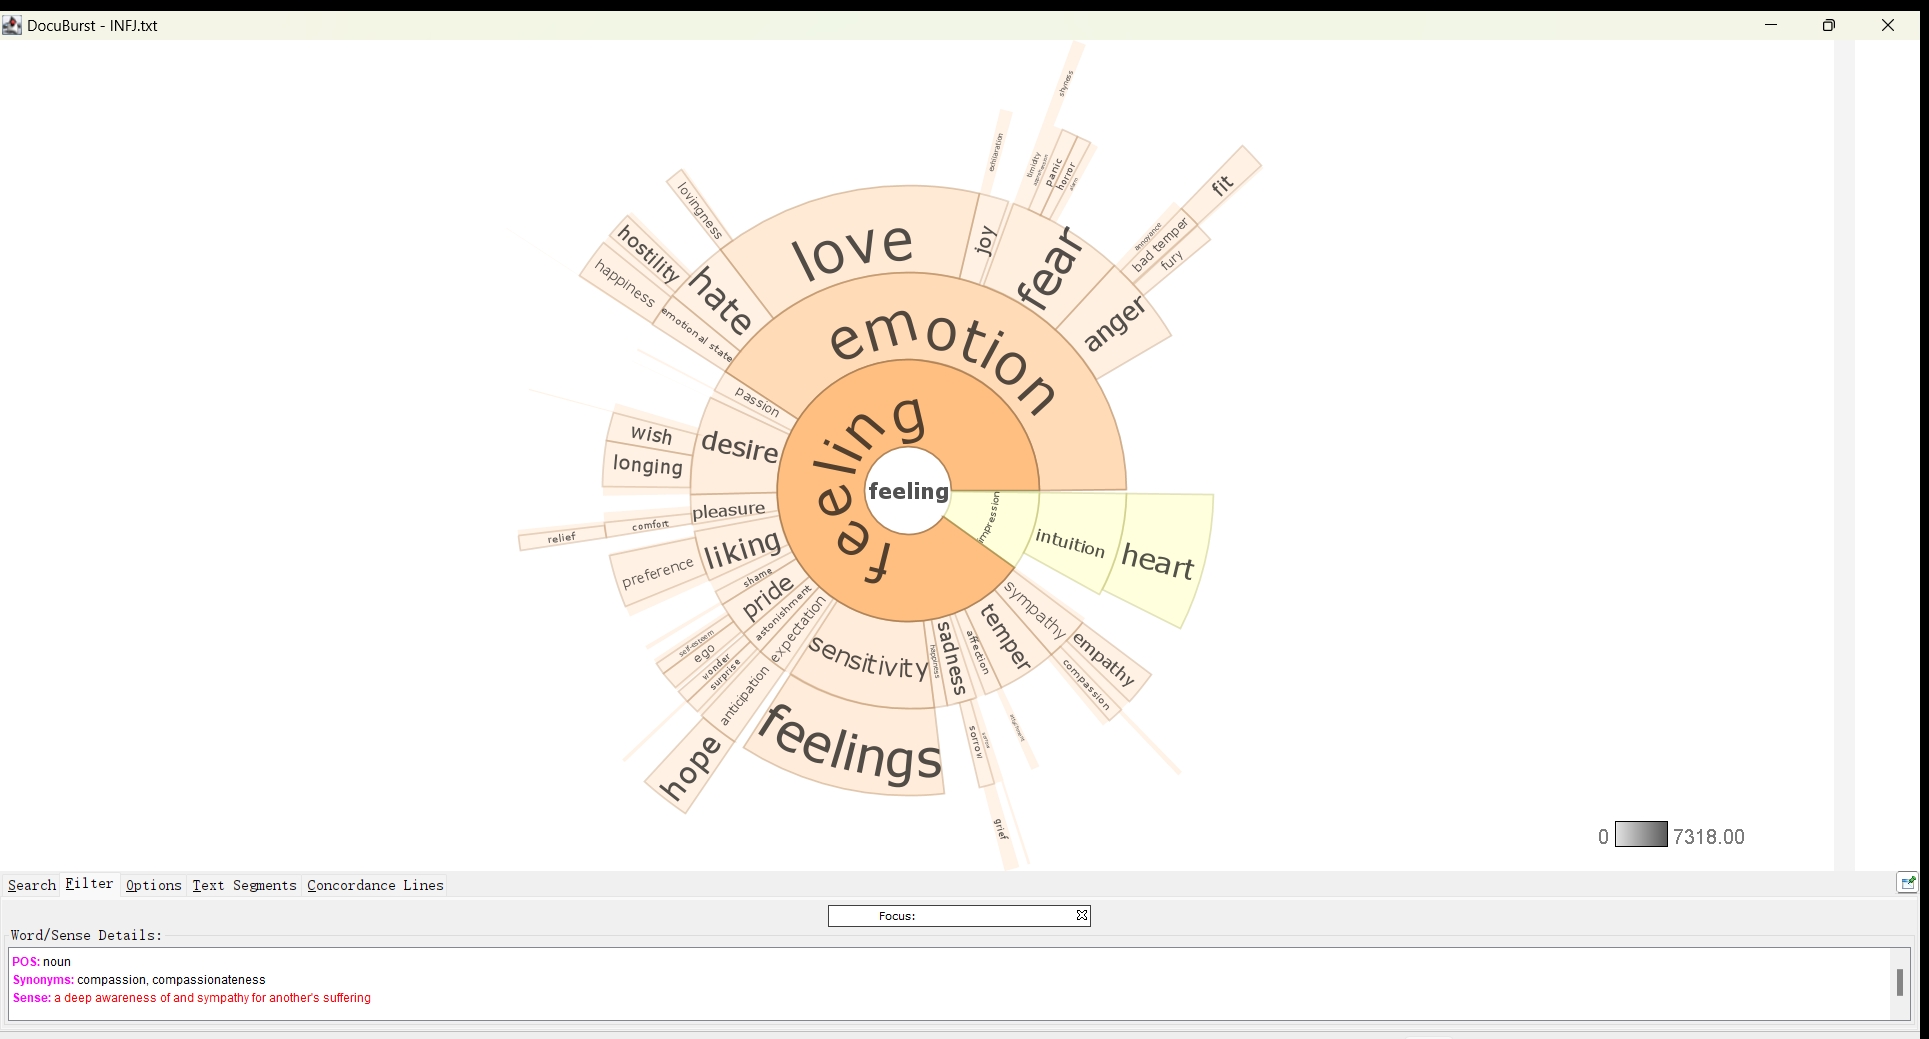 DocuBurst - INFJ.txt
shyness
exhilaration
timidity
apprehension
panic
horror
alarm
fit
annoyance
bad temper
fury
lovingness
love
joy
fear
anger
hostility
happiness
hate
emotional state
emotion
passion
desire
wish
longing
feeling
feeling
impression
intuition
heart
pleasure
comfort
relief
liking
preference
shame
pride
astonishment
expectation
self-esteem
ego
wonder
surprise
anticipation
hope
sensitivity
feelings
happiness
sadness
affection
temper
sympathy
empathy
compassion
attachment
sorrow
sorrow
grief
0 7318.00
Search Filter Options Text Segments Concordance Lines
Focus:
Word/Sense Details:
POS: noun
Synonyms: compassion, compassionateness
Sense: a deep awareness of and sympathy for another's suffering